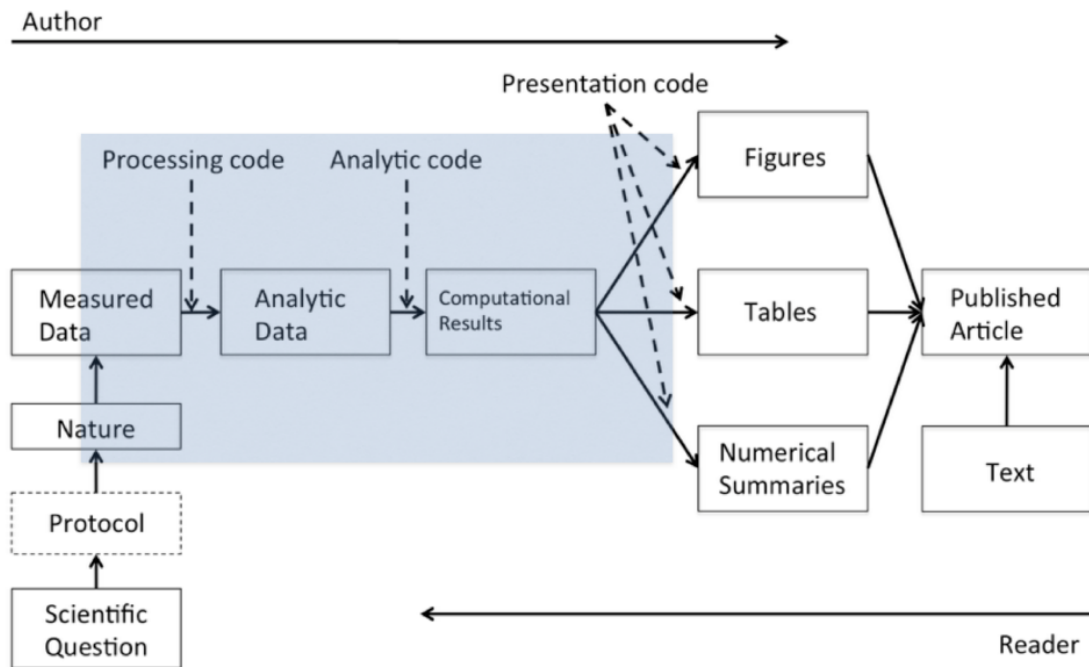 Author
Presentation code
Processing code
Analytic code
Figures
Measured
Data
Analytic
Data
Computational
Results
Tables
Published
Article
Nature
Numerical
Summaries
Text
Protocol
Scientific
Question
Reader